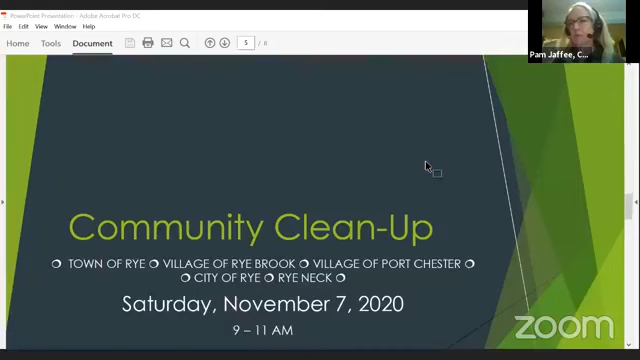 PowerPoint Presentation - Adobe Acrobat Pro DC
File Edit View Window Help
Home Tools Document 5 / 8
Pam Jaffee, C...
Community Clean-Up
TOWN OF RYE VILLAGE OF RYE BROOK VILLAGE OF PORT CHESTER
CITY OF RYE RYE NECK
Saturday, November 7, 2020
9 – 11 AM
zoom